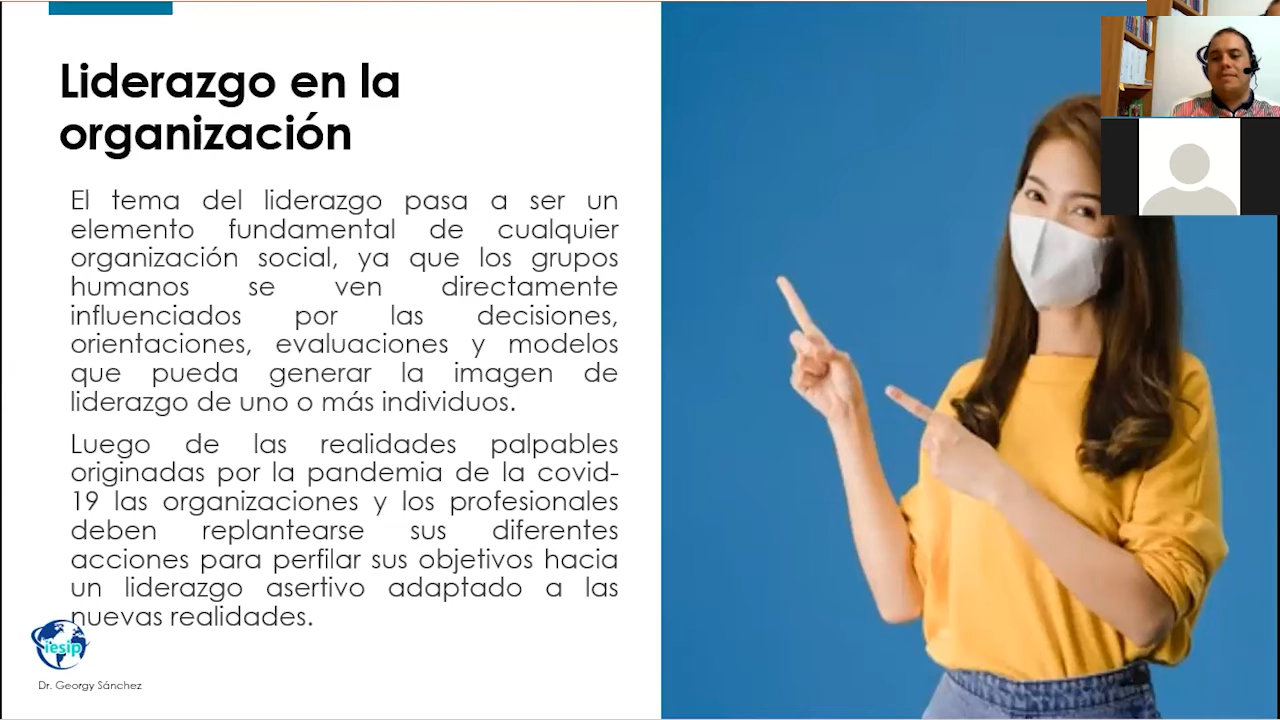 Liderazgo en la
organización
El tema del liderazgo pasa a ser un
elemento fundamental de cualquier
organización social, ya que los grupos
humanos se ven directamente
influenciados por las decisiones,
orientaciones, evaluaciones y modelos
que pueda generar la imagen de
liderazgo de uno o más individuos.
Luego de las realidades palpables
originadas por la pandemia de la covid-
19 las organizaciones y los profesionales
deben replantearse sus diferentes
acciones para perfilar sus objetivos hacia
un liderazgo asertivo adaptado a las
nuevas realidades.
iesip
Dr. Georgy Sánchez